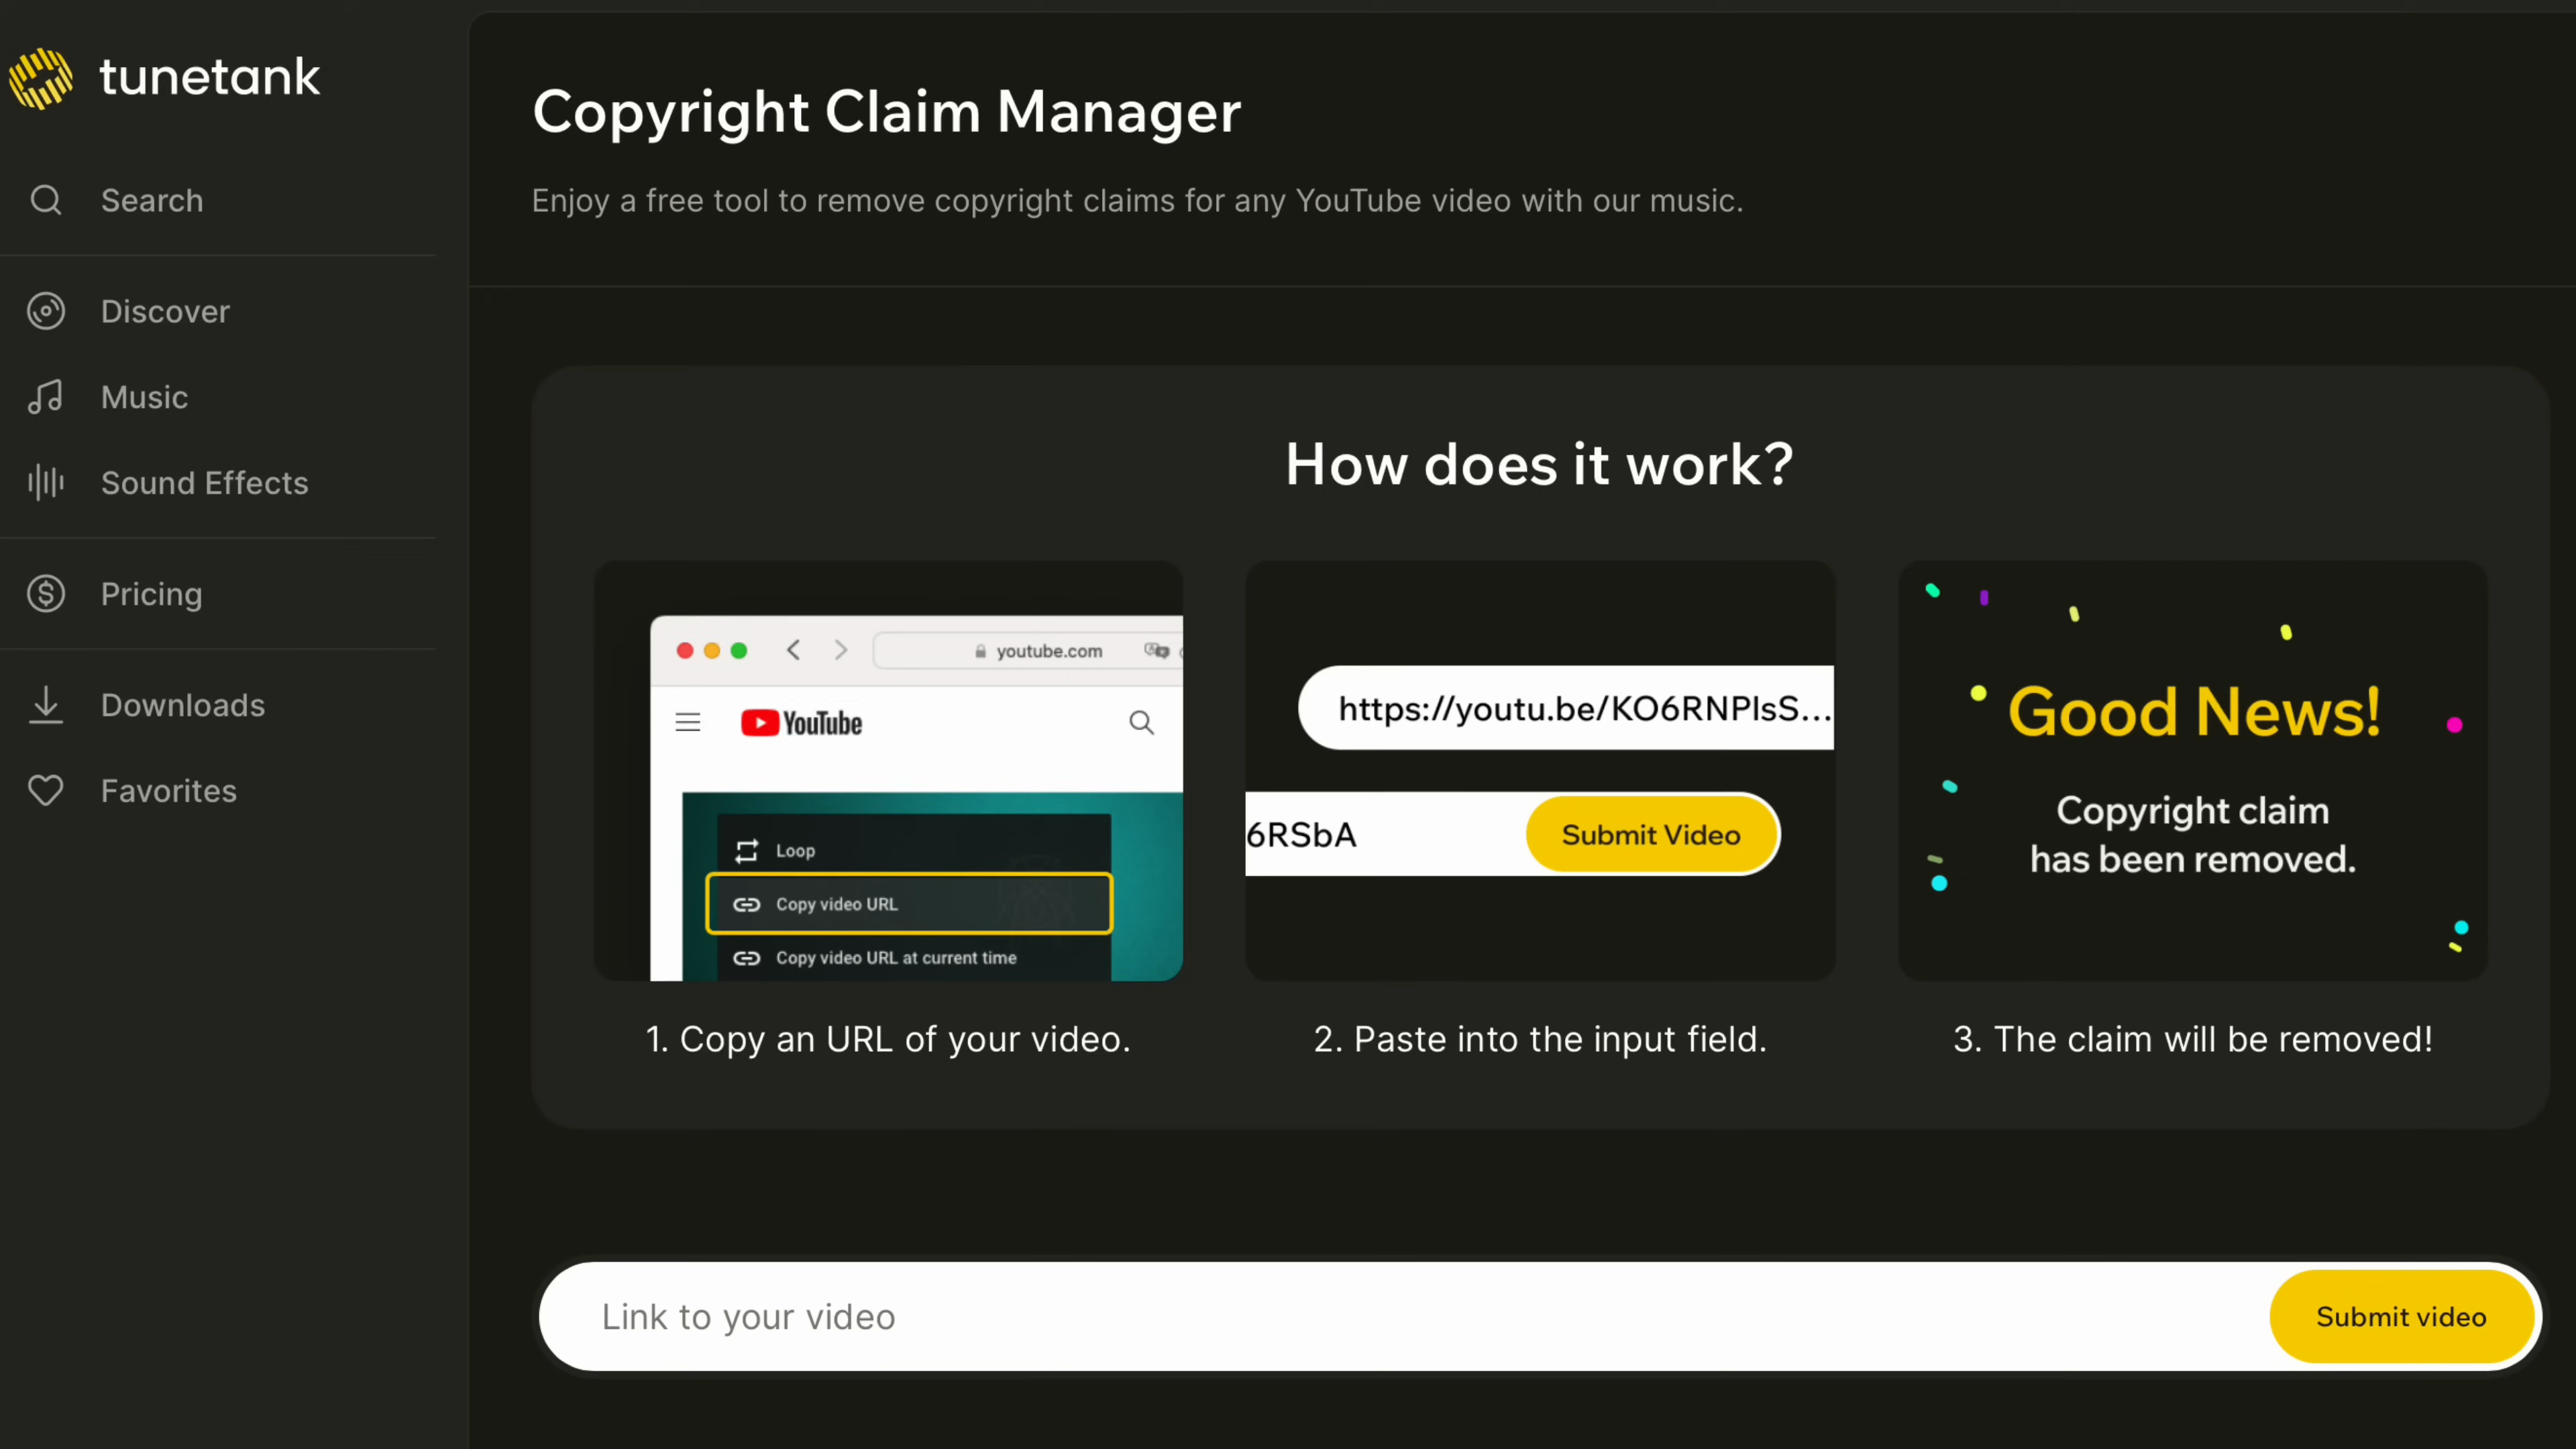 tunetank
Search
Discover
Music
Sound Effects
Pricing
Downloads
Favorites
Copyright Claim Manager
Enjoy a free tool to remove copyright claims for any YouTube video with our music.
How does it work?
youtube.com
YouTube
Loop
Copy video URL
Copy video URL at current time
1. Copy an URL of your video.
https://youtu.be/KO6RNPIsS...
6RSbA
Submit Video
2. Paste into the input field.
Good News!
Copyright claim
has been removed.
3. The claim will be removed!
Link to your video
Submit video